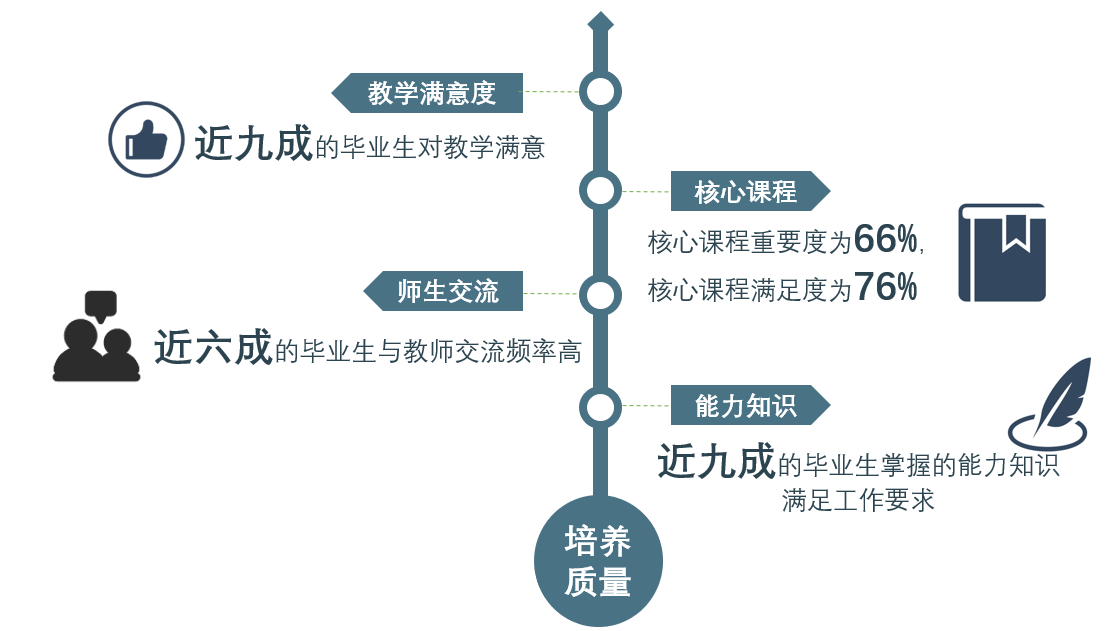 教学满意度
近九成的毕业生对教学满意
核心课程
核心课程重要度为66%,
核心课程满足度为76%
师生交流
近六成的毕业生与教师交流频率高
能力知识
近九成的毕业生掌握的能力知识
满足工作要求
培养
质量